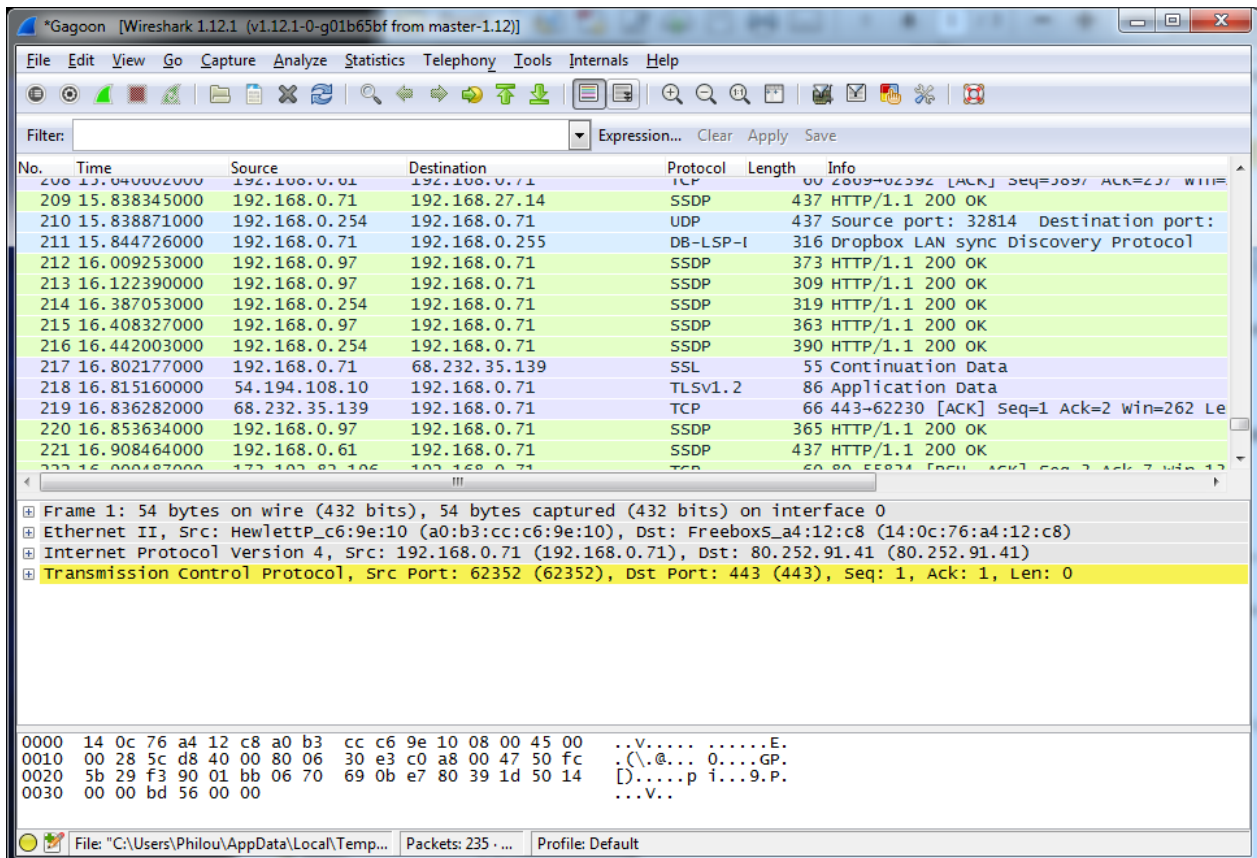 *Gagoon [Wireshark 1.12.1 (v1.12.1-0-g01b65bf from master-1.12)]
File Edit View Go Capture Analyze Statistics Telephony Tools Internals Help
Filter: Expression... Clear Apply Save
No. Time Source Destination Protocol Length Info
208 15.640602000 192.168.0.61 192.168.0.71 TCP 60 2869→62392 [ACK] Seq=3897 Ack=257 Win=
209 15.838345000 192.168.0.71 192.168.27.14 SSDP 437 HTTP/1.1 200 OK
210 15.838871000 192.168.0.254 192.168.0.71 UDP 437 Source port: 32814 Destination port:
211 15.844726000 192.168.0.71 192.168.0.255 DB-LSP-I 316 Dropbox LAN sync Discovery Protocol
212 16.009253000 192.168.0.97 192.168.0.71 SSDP 373 HTTP/1.1 200 OK
213 16.122390000 192.168.0.97 192.168.0.71 SSDP 309 HTTP/1.1 200 OK
214 16.387053000 192.168.0.254 192.168.0.71 SSDP 319 HTTP/1.1 200 OK
215 16.408327000 192.168.0.97 192.168.0.71 SSDP 363 HTTP/1.1 200 OK
216 16.442003000 192.168.0.254 192.168.0.71 SSDP 390 HTTP/1.1 200 OK
217 16.802177000 192.168.0.71 68.232.35.139 SSL 55 Continuation Data
218 16.815160000 54.194.108.10 192.168.0.71 TLSv1.2 86 Application Data
219 16.836282000 68.232.35.139 192.168.0.71 TCP 66 443→62230 [ACK] Seq=1 Ack=2 Win=262 Le
220 16.853634000 192.168.0.97 192.168.0.71 SSDP 365 HTTP/1.1 200 OK
221 16.908464000 192.168.0.61 192.168.0.71 SSDP 437 HTTP/1.1 200 OK
Frame 1: 54 bytes on wire (432 bits), 54 bytes captured (432 bits) on interface 0
Ethernet II, Src: HewlettP_c6:9e:10 (a0:b3:cc:c6:9e:10), Dst: FreeboxS_a4:12:c8 (14:0c:76:a4:12:c8)
Internet Protocol Version 4, Src: 192.168.0.71 (192.168.0.71), Dst: 80.252.91.41 (80.252.91.41)
Transmission Control Protocol, Src Port: 62352 (62352), Dst Port: 443 (443), Seq: 1, Ack: 1, Len: 0
0000 14 0c 76 a4 12 c8 a0 b3 cc c6 9e 10 08 00 45 00 ..v..... ......E.
0010 00 28 5c d8 40 00 80 06 30 e3 c0 a8 00 47 50 fc .(\.@... 0....GP.
0020 5b 29 f3 90 01 bb 06 70 69 0b e7 80 39 1d 50 14 [).....p i...9.P.
0030 00 00 bd 56 00 00 ...V..
File: "C:\Users\Philou\AppData\Local\Temp... Packets: 235 · ... Profile: Default